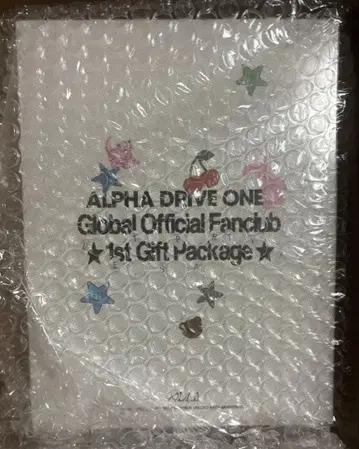 ALPHA DRIVE ONE
Global Official Fanclub
★ 1st Gift Package ★